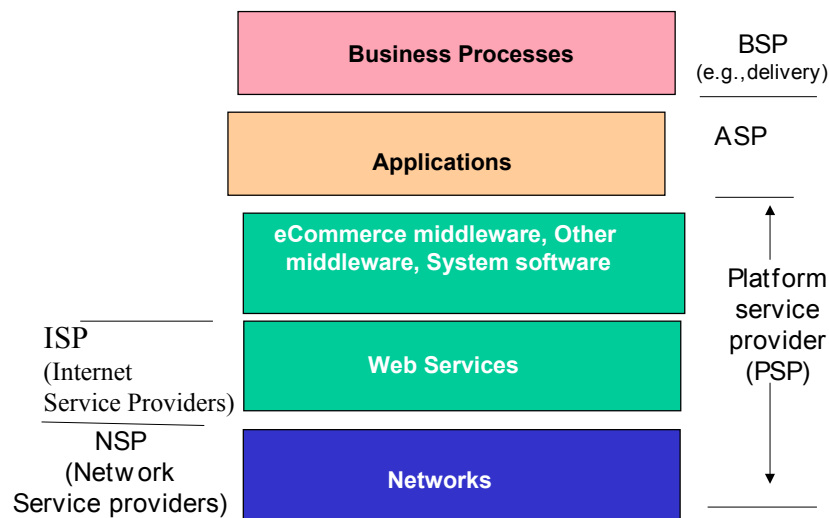 Business Processes
BSP
(e.g.,delivery)
Applications
ASP
eCommerce middleware, Other
middleware, System software
Platform
service
provider
(PSP)
ISP
(Internet
Service Providers)
Web Services
NSP
(Network
Service providers)
Networks